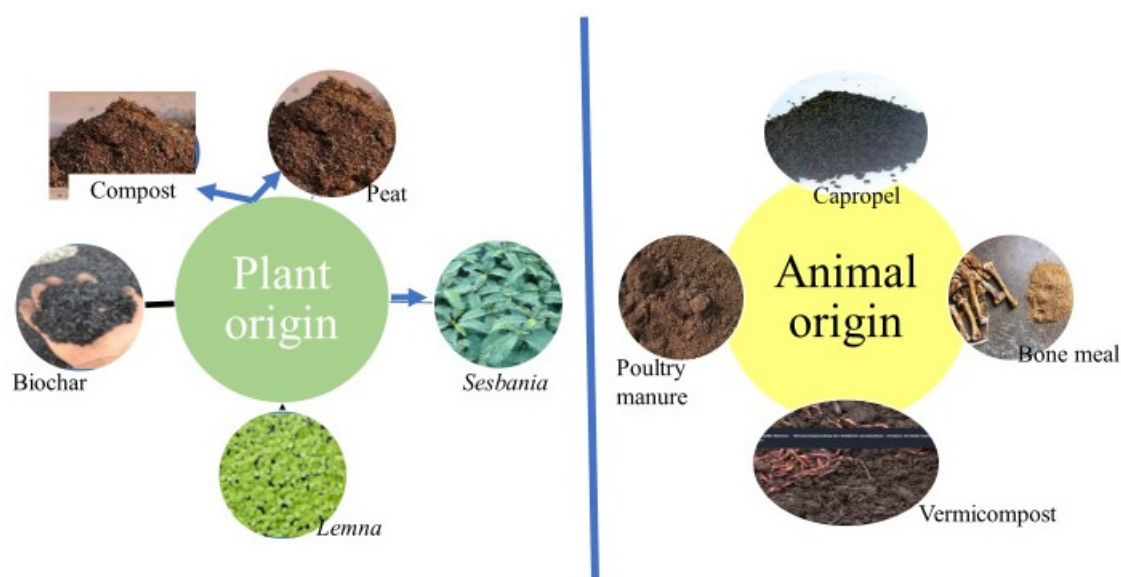 Compost
Peat
Plant
origin
Biochar
Sesbania
Lemna
Capropel
Animal
origin
Poultry
manure
Bone meal
Vermicompost